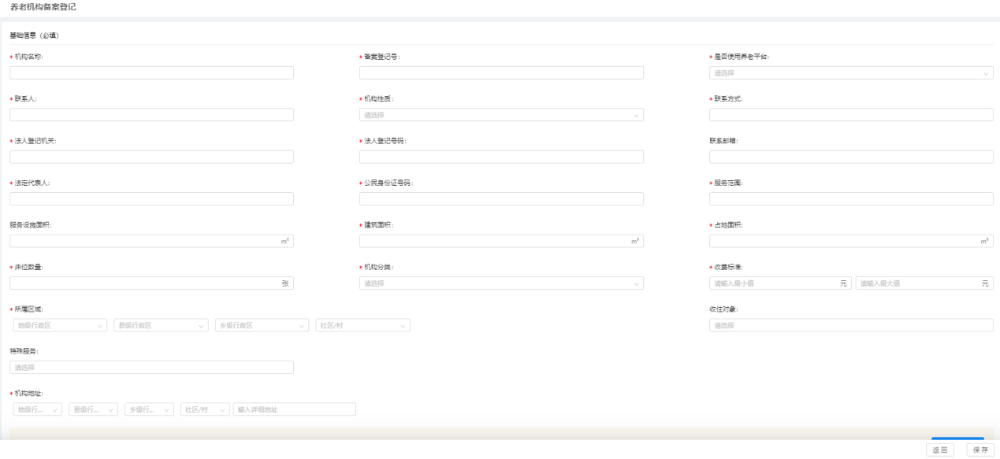 养老机构备案登记
基础信息（必填）
* 机构名称:
* 备案登记号:
* 是否使用养老平台:
请选择
* 联系人:
* 机构性质:
* 联系方式:
请选择
* 法人登记机关:
* 法人登记号码:
联系邮箱:
* 法定代表人:
* 公民身份证号码:
* 服务范围:
服务设施面积:
* 建筑面积:
* 占地面积:
m²
m²
m²
* 床位数量:
* 机构分类:
* 收费标准:
张
请选择
请输入最小值 元
请输入最大值 元
* 所属区域:
收住对象:
地级行政区
县级行政区
乡级行政区
社区/村
请选择
特殊服务:
请选择
* 机构地址:
地级行...
县级行...
乡级行...
社区/村
输入详细地址
返回
保存